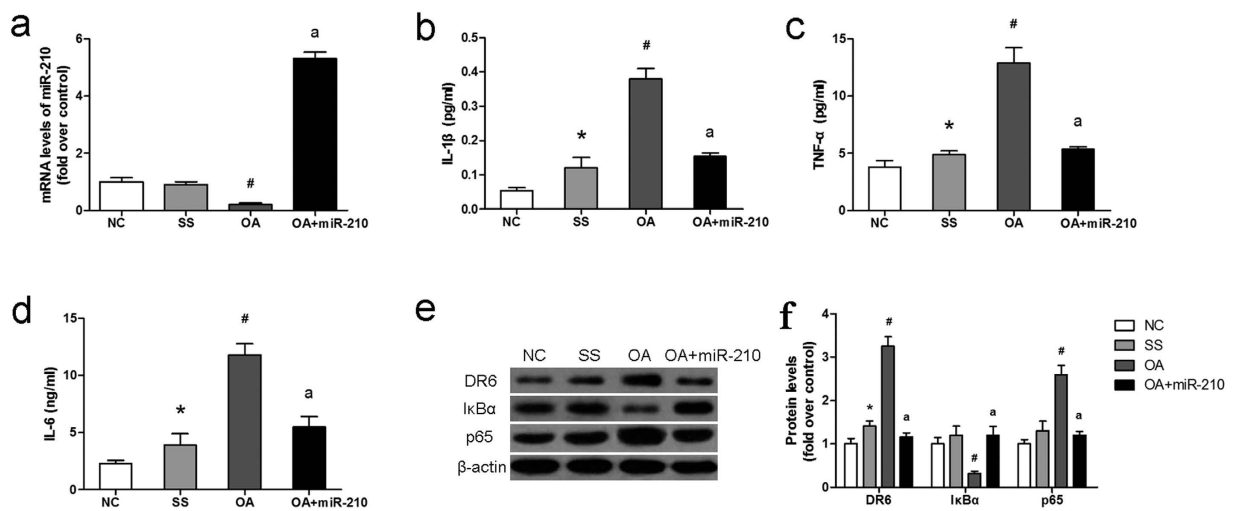 a
mRNA levels of miR-210
(fold over control)
6
4
2
0
#
a
NC SS OA OA+miR-210
b
IL-1β (pg/ml)
0.5
0.4
0.3
0.2
0.1
0.0
*
#
a
NC SS OA OA+miR-210
c
TNF-α (pg/ml)
15
10
5
0
*
#
a
NC SS OA OA+miR-210
d
IL-6 (ng/ml)
15
10
5
0
*
#
a
NC SS OA OA+miR-210
e
NC SS OA OA+miR-210
DR6
IκBα
p65
β-actin
f
Protein levels
(fold over control)
4
3
2
1
0
* # a
# a
# a
DR6 IκBα p65
NC
SS
OA
OA+miR-210